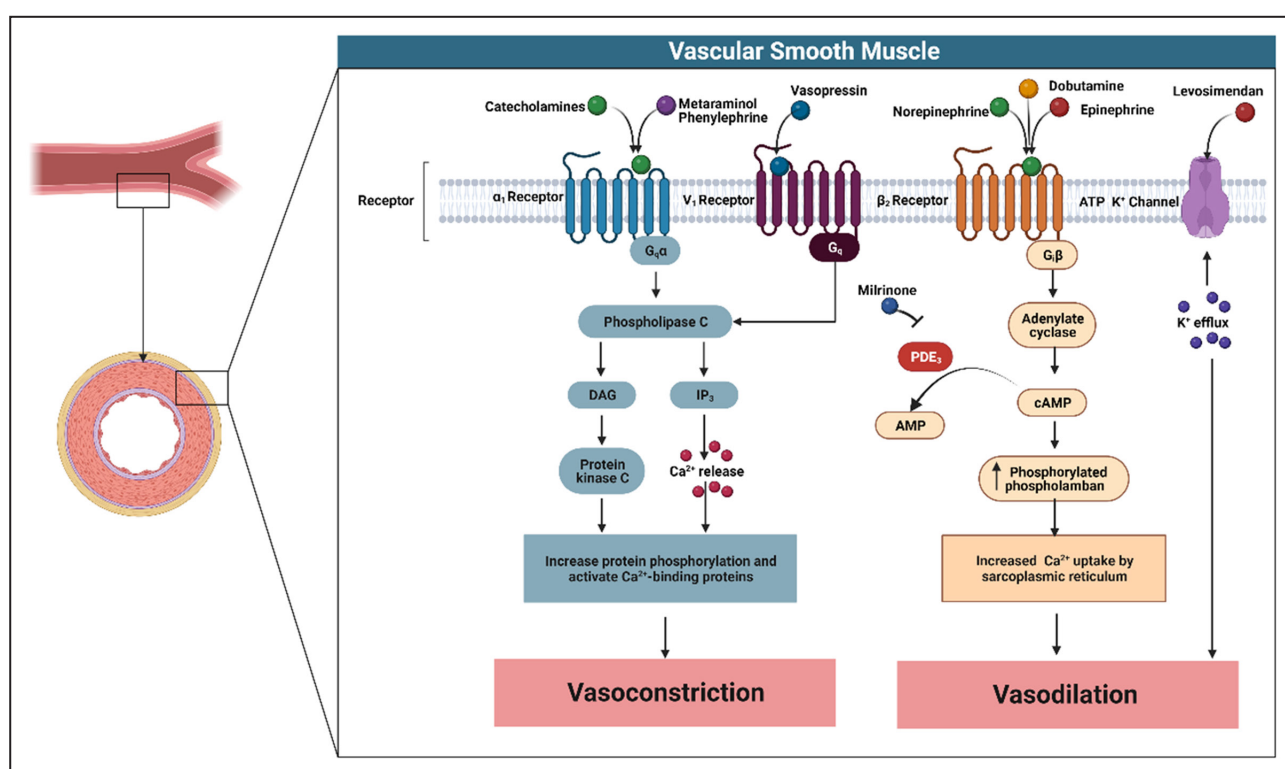 Vascular Smooth Muscle
Catecholamines
Metaraminol
Phenylephrine
Vasopressin
Dobutamine
Norepinephrine
Epinephrine
Levosimendan
Receptor
α₁ Receptor
V₁ Receptor
β₂ Receptor
ATP K⁺ Channel
Gqα
Gq
Gᵢβ
Phospholipase C
Milrinone
Adenylate
cyclase
K⁺ efflux
PDE₃
DAG
IP₃
cAMP
AMP
Protein
kinase C
Ca²⁺ release
Phosphorylated
phospholamban
Increase protein phosphorylation and
activate Ca²⁺-binding proteins
Increased Ca²⁺ uptake by
sarcoplasmic reticulum
Vasoconstriction
Vasodilation